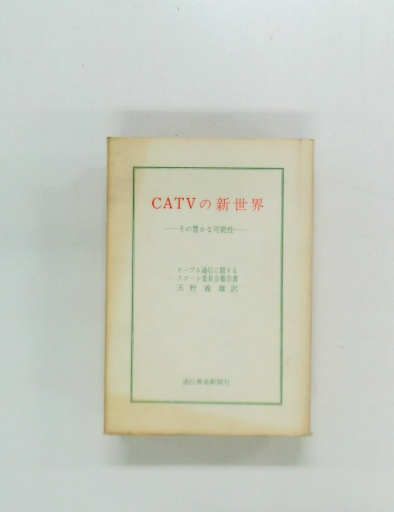 CATVの新世界
──その豊かな可能性──
ケーブル通信に関する
スローン委員会報告書
玉野義雄訳
通信興業新聞社